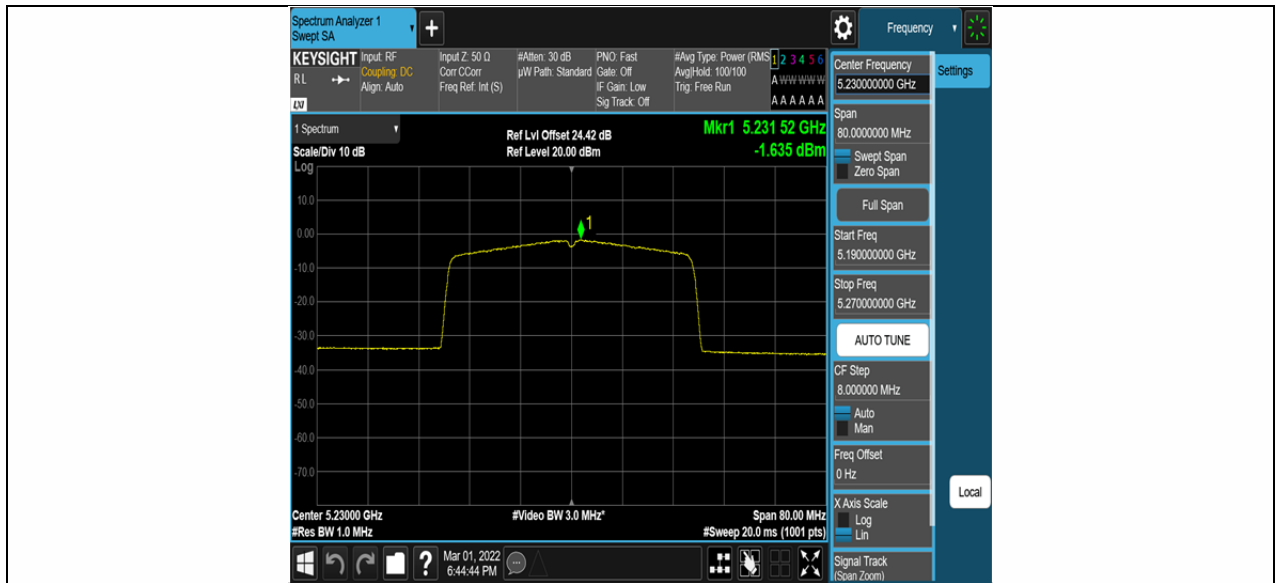 Spectrum Analyzer 1
Swept SA
+
Frequency
KEYSIGHT
RL
LXI
Input: RF
Coupling: DC
Align: Auto
Input Z: 50 Ω
Corr CCorr
Freq Ref: Int (S)
#Atten: 30 dB
µW Path: Standard
PNO: Fast
Gate: Off
IF Gain: Low
Sig Track: Off
#Avg Type: Power (RMS
Avg|Hold: 100/100
Trig: Free Run
1 2 3 4 5 6
A W W W W W
A A A A A A
1 Spectrum
Scale/Div 10 dB
Log
Ref Lvl Offset 24.42 dB
Ref Level 20.00 dBm
Mkr1 5.231 52 GHz
-1.635 dBm
10.0
0.00
-10.0
-20.0
-30.0
-40.0
-50.0
-60.0
-70.0
1
Center 5.23000 GHz
#Res BW 1.0 MHz
#Video BW 3.0 MHz*
Span 80.00 MHz
#Sweep 20.0 ms (1001 pts)
?
Mar 01, 2022
6:44:44 PM
Center Frequency
5.230000000 GHz
Span
80.0000000 MHz
Swept Span
Zero Span
Full Span
Start Freq
5.190000000 GHz
Stop Freq
5.270000000 GHz
AUTO TUNE
CF Step
8.000000 MHz
Auto
Man
Freq Offset
0 Hz
X Axis Scale
Log
Lin
Signal Track
(Span Zoom)
Settings
Local